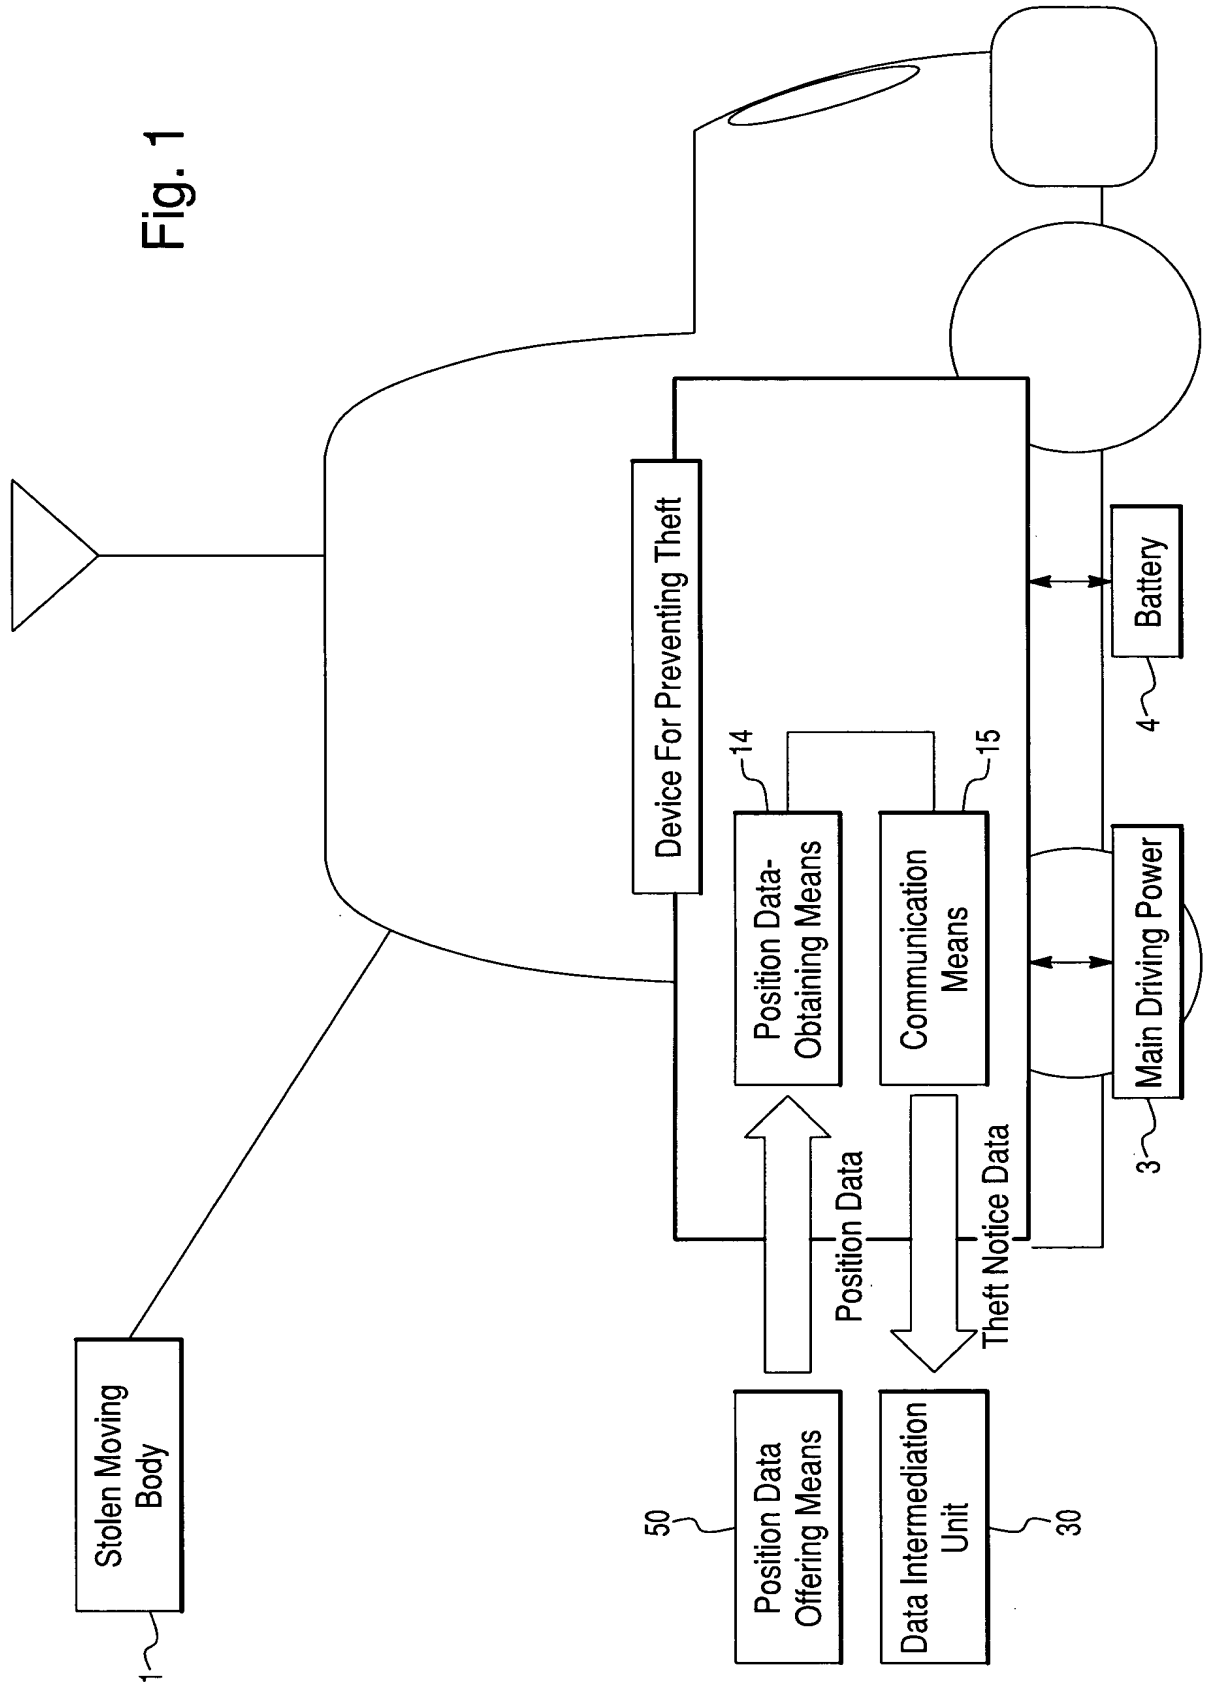 Fig. 1
Stolen Moving
Body
1
Device For Preventing Theft
50
Position Data
Offering Means
Position Data
14
Position Data-
Obtaining Means
Data Intermediation
Unit
30
Theft Notice Data
Communication
Means
15
3
Main Driving Power
4
Battery